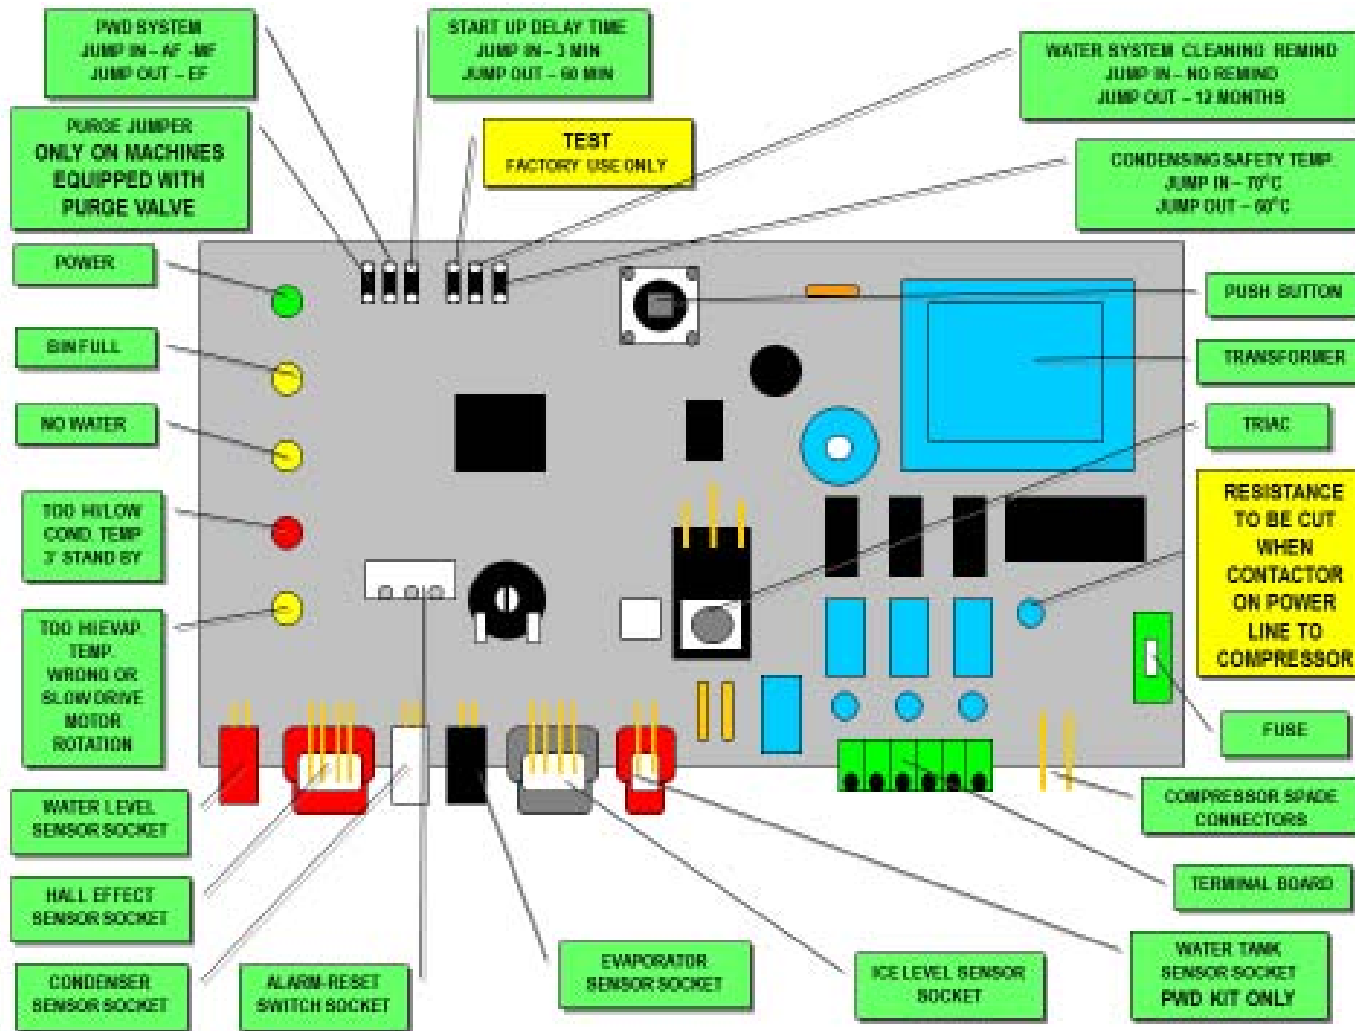 PWD SYSTEM
JUMP IN – AF - MF
JUMP OUT – EF
START UP DELAY TIME
JUMP IN – 3 MIN
JUMP OUT – 60 MIN
WATER SYSTEM CLEANING REMIND
JUMP IN – NO REMIND
JUMP OUT – 12 MONTHS
PURGE JUMPER
ONLY ON MACHINES
EQUIPPED WITH
PURGE VALVE
TEST
FACTORY USE ONLY
CONDENSING SAFETY TEMP
JUMP IN – 70°C
JUMP OUT – 60°C
POWER
PUSH BUTTON
BIN FULL
TRANSFORMER
NO WATER
TRIAC
TOO HI/LOW
COND. TEMP
3' STAND BY
RESISTANCE
TO BE CUT
WHEN
CONTACTOR
ON POWER
LINE TO
COMPRESSOR
TOO HI EVAP.
TEMP.
WRONG OR
SLOW DRIVE
MOTOR
ROTATION
FUSE
WATER LEVEL
SENSOR SOCKET
COMPRESSOR SPADE
CONNECTORS
HALL EFFECT
SENSOR SOCKET
TERMINAL BOARD
CONDENSER
SENSOR SOCKET
ALARM-RESET
SWITCH SOCKET
EVAPORATOR
SENSOR SOCKET
ICE LEVEL SENSOR
SOCKET
WATER TANK
SENSOR SOCKET
PWD KIT ONLY